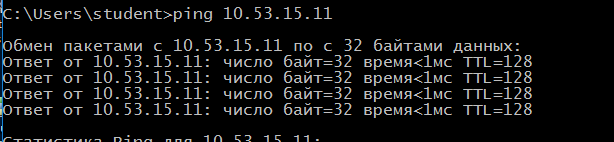 C:\Users\student>ping 10.53.15.11
Обмен пакетами с 10.53.15.11 по с 32 байтами данных:
Ответ от 10.53.15.11: число байт=32 время<1мс TTL=128
Ответ от 10.53.15.11: число байт=32 время<1мс TTL=128
Ответ от 10.53.15.11: число байт=32 время<1мс TTL=128
Ответ от 10.53.15.11: число байт=32 время<1мс TTL=128
Статистика Ping для 10.53.15.11: